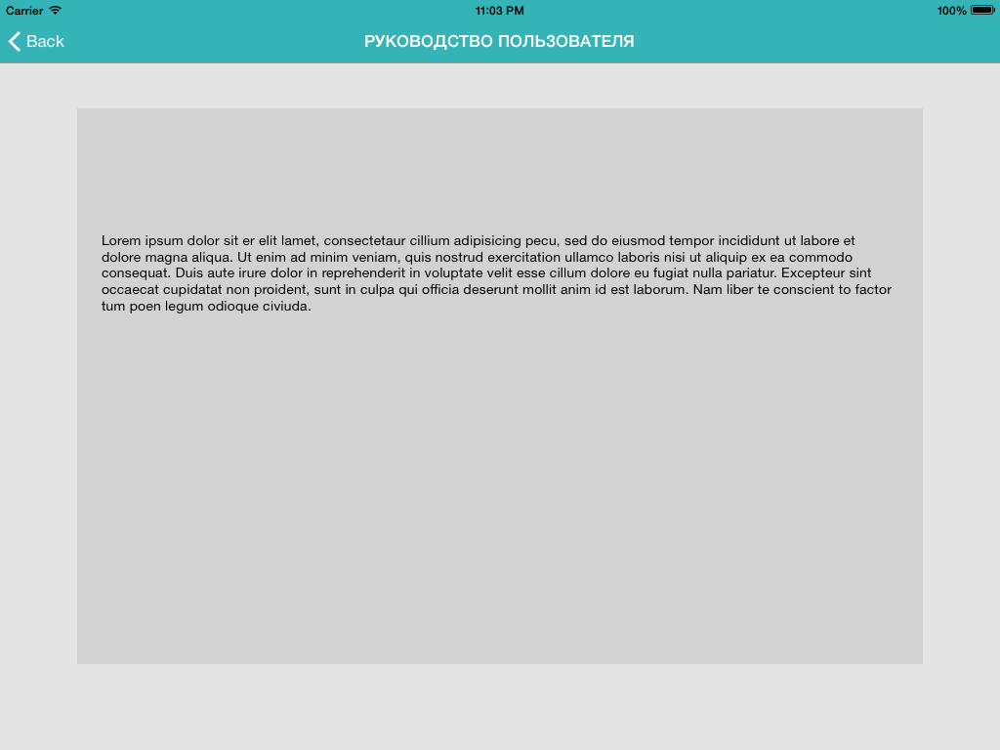 Carrier 11:03 PM 100%
Back РУКОВОДСТВО ПОЛЬЗОВАТЕЛЯ
Lorem ipsum dolor sit er elit lamet, consectetaur cillium adipisicing pecu, sed do eiusmod tempor incididunt ut labore et
dolore magna aliqua. Ut enim ad minim veniam, quis nostrud exercitation ullamco laboris nisi ut aliquip ex ea commodo
consequat. Duis aute irure dolor in reprehenderit in voluptate velit esse cillum dolore eu fugiat nulla pariatur. Excepteur sint
occaecat cupidatat non proident, sunt in culpa qui officia deserunt mollit anim id est laborum. Nam liber te conscient to factor
tum poen legum odioque civiuda.